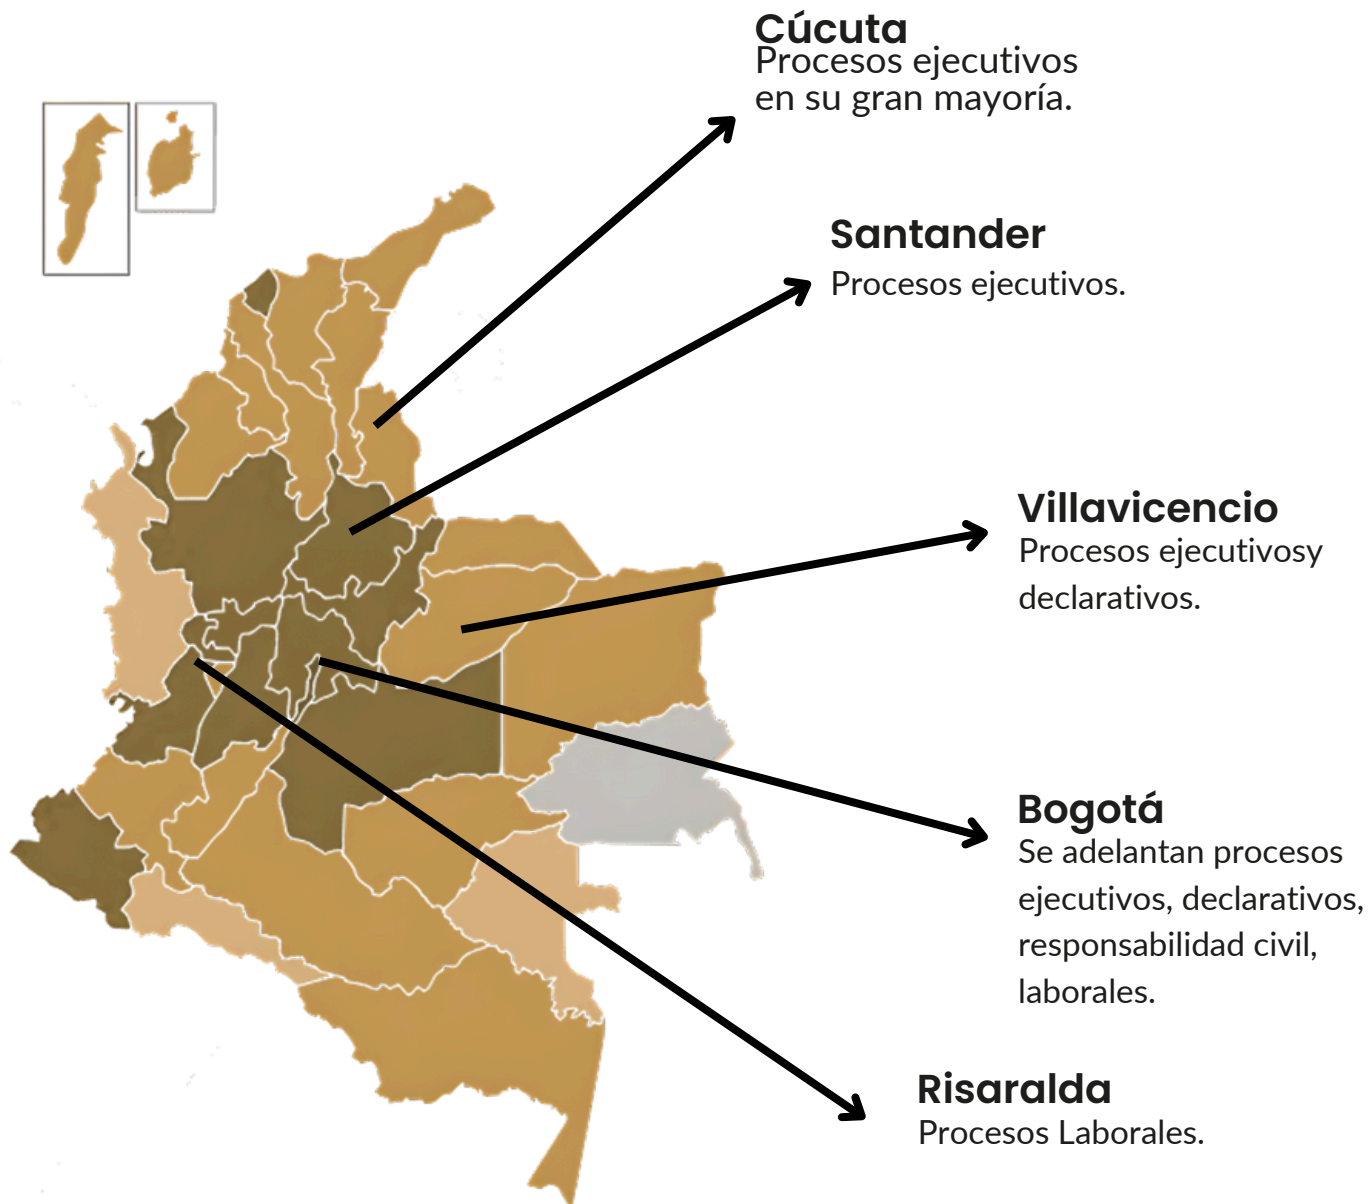 Cúcuta
Procesos ejecutivos
en su gran mayoría.
Santander
Procesos ejecutivos.
Villavicencio
Procesos ejecutivosy
declarativos.
Bogotá
Se adelantan procesos
ejecutivos, declarativos,
responsabilidad civil,
laborales.
Risaralda
Procesos Laborales.